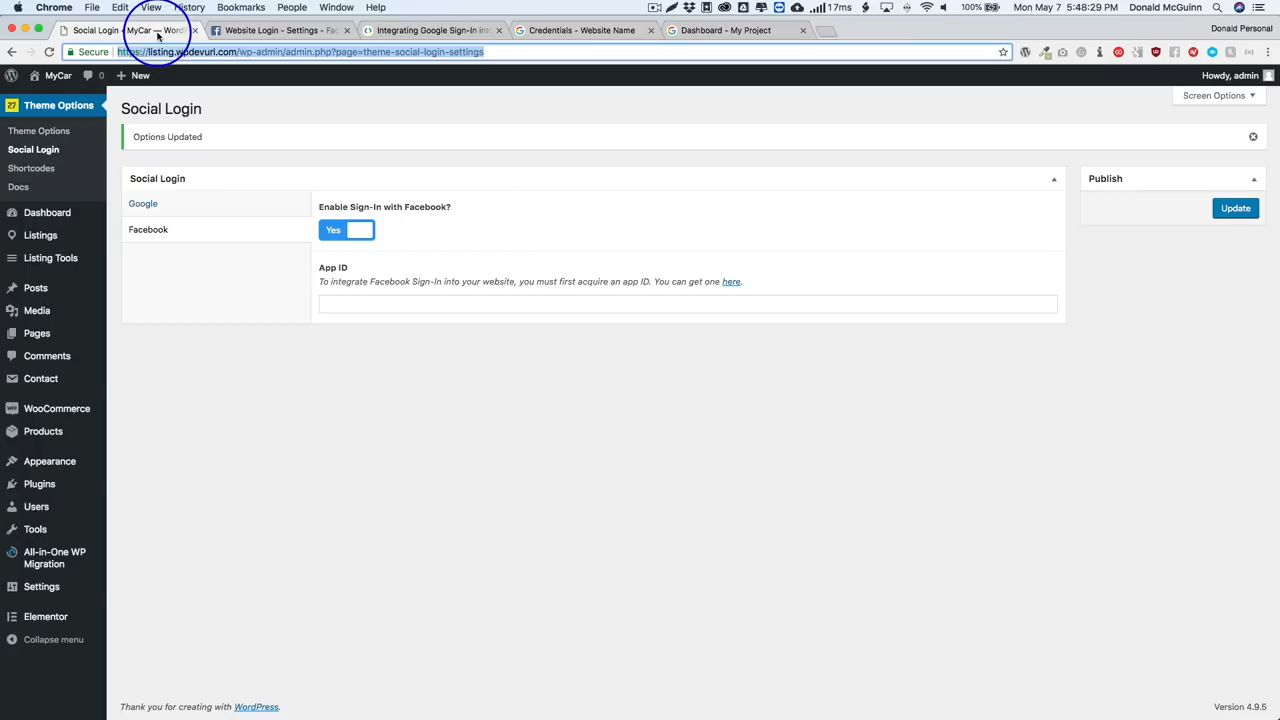 Chrome File Edit View History Bookmarks People Window Help 17ms 100% Mon May 7 5:48:29 PM Donald McGuinn
Social Login ‹ MyCar — Word Website Login - Settings - Fac Integrating Google Sign-In into Credentials - Website Name Dashboard - My Project Donald Personal
Secure https://listing.wpdevurl.com/wp-admin/admin.php?page=theme-social-login-settings
MyCar 0 New Howdy, admin
27 Theme Options
Screen Options
Social Login
Theme Options
Options Updated
Social Login
Shortcodes
Docs
Social Login
Publish
Google
Enable Sign-In with Facebook?
Update
Dashboard
Facebook
Yes
Listings
Listing Tools
App ID
To integrate Facebook Sign-In into your website, you must first acquire an app ID. You can get one here.
Posts
Media
Pages
Comments
Contact
WooCommerce
Products
Appearance
Plugins
Users
Tools
All-in-One WP
Migration
Settings
Elementor
Collapse menu
Thank you for creating with WordPress.
Version 4.9.5